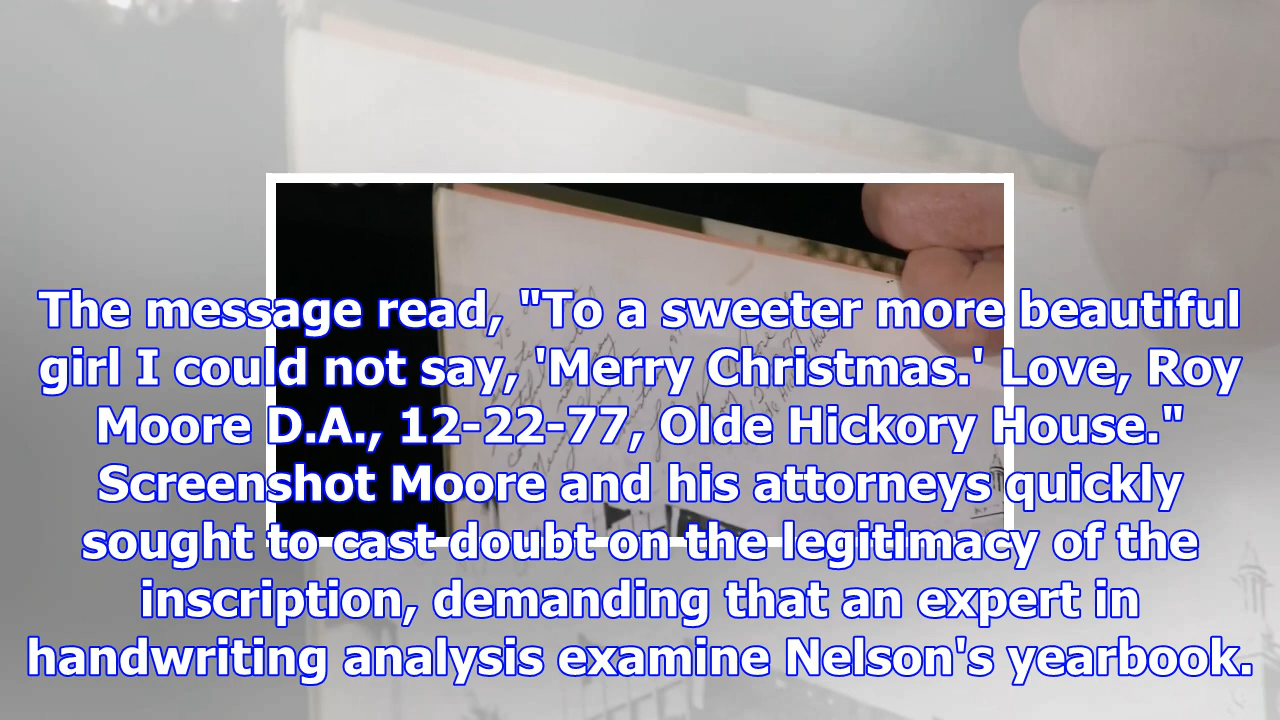 The message read, "To a sweeter more beautiful
girl I could not say, 'Merry Christmas.' Love, Roy
Moore D.A., 12-22-77, Olde Hickory House."
Screenshot Moore and his attorneys quickly
sought to cast doubt on the legitimacy of the
inscription, demanding that an expert in
handwriting analysis examine Nelson's yearbook.